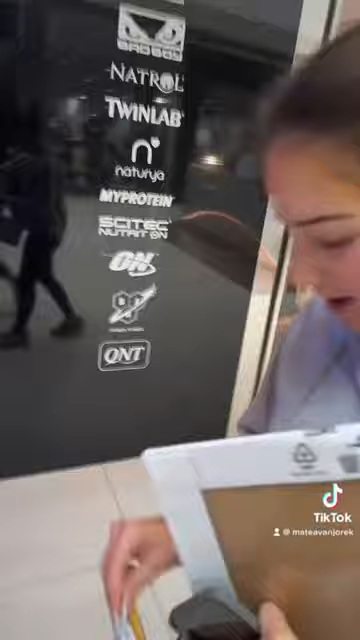 BAD BOY
NATROL
TWINLAB
naturya
MYPROTEIN
SCITEC
NUTRITION
ON
QNT
TikTok
@ mateavanjorek